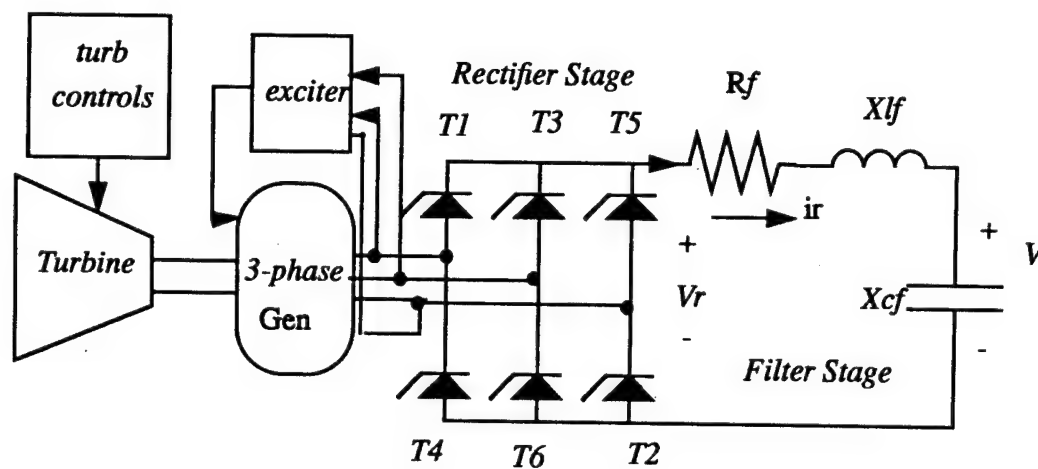 turb
controls
exciter
Rectifier Stage
T1
T3
T5
Rf
Xlf
ir
Turbine
3-phase
Gen
+
Vr
-
+
V
Xcf
-
Filter Stage
T4
T6
T2